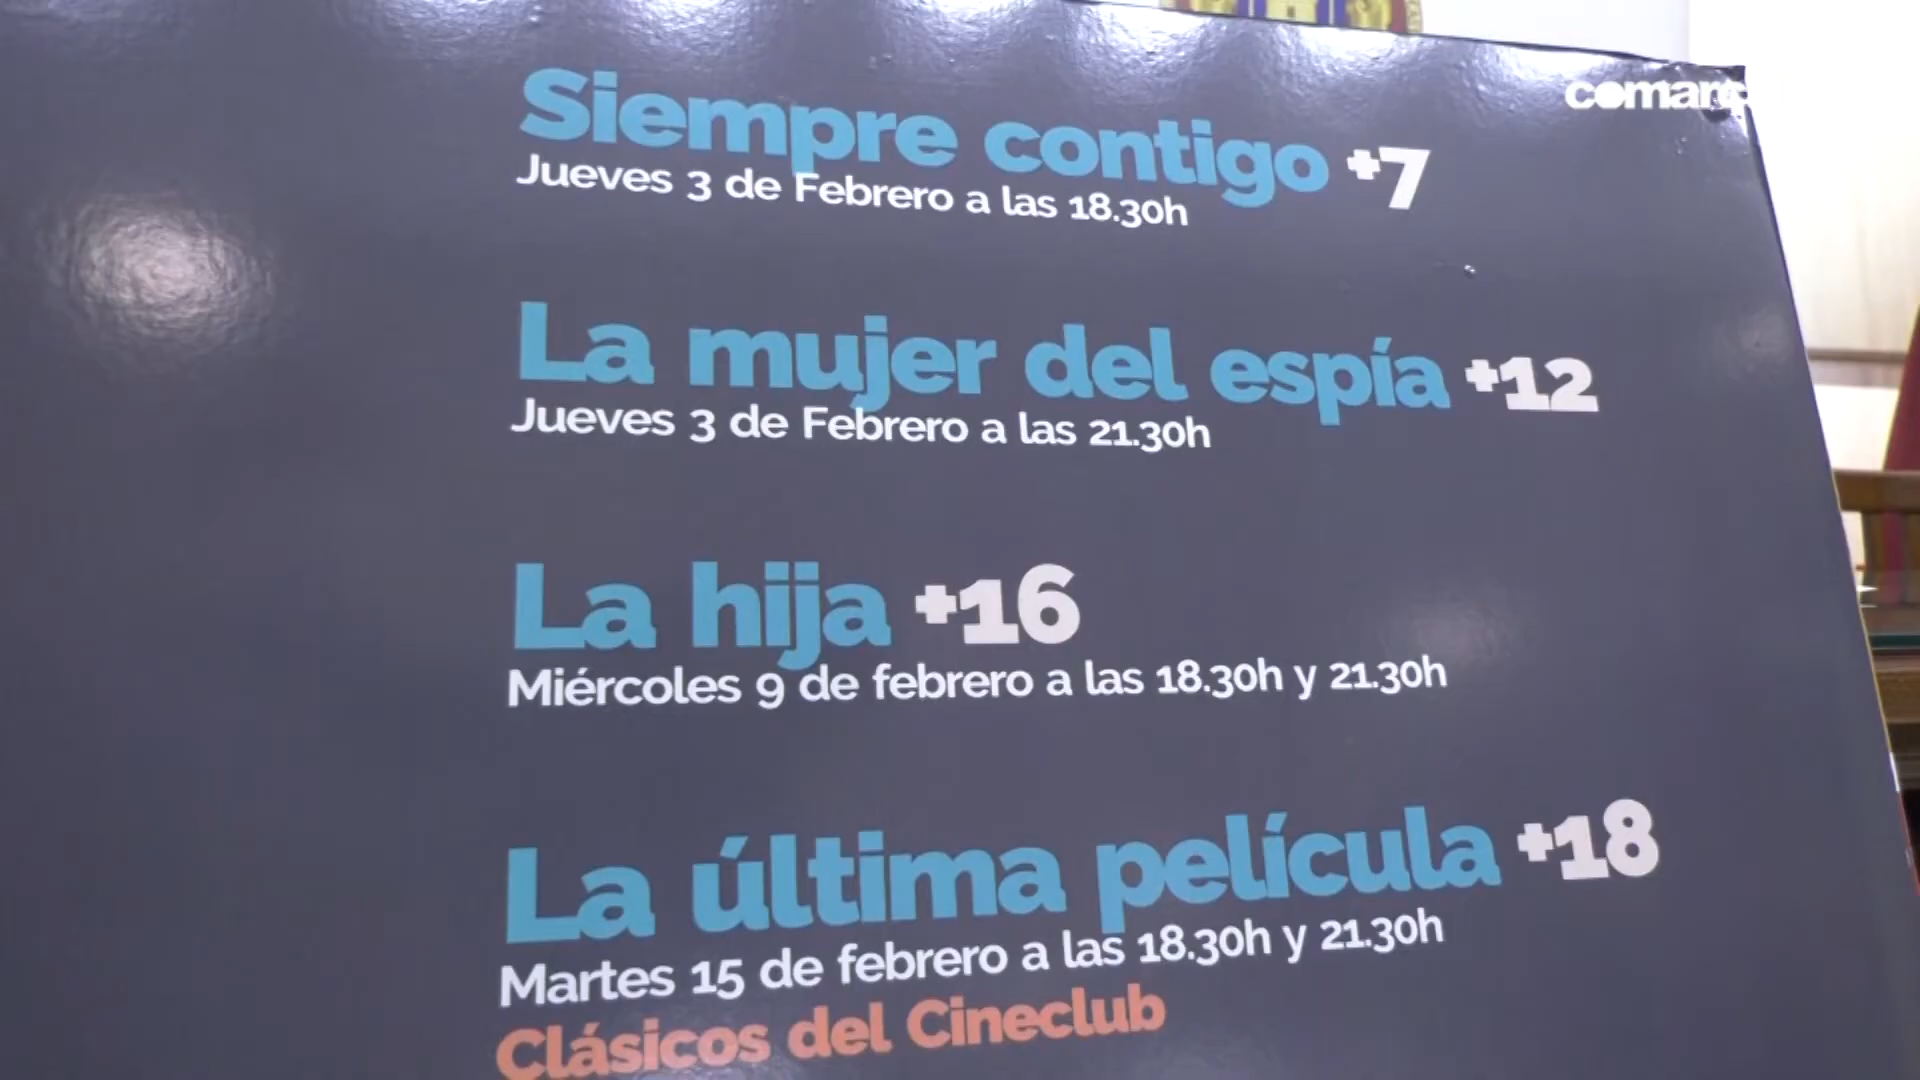 Siempre contigo +7
Jueves 3 de Febrero a las 18.30h
La mujer del espía +12
Jueves 3 de Febrero a las 21.30h
La hija +16
Miércoles 9 de febrero a las 18.30h y 21.30h
La última película +18
Martes 15 de febrero a las 18.30h y 21.30h
Clásicos del Cineclub